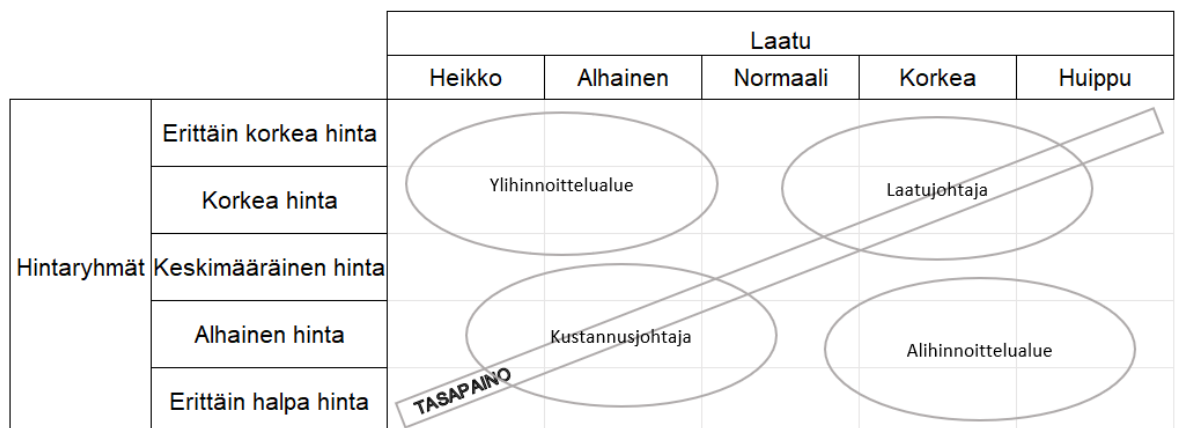 Laatu
Heikko Alhainen Normaali Korkea Huippu
Erittäin korkea hinta
Ylihinnoittelualue Laatujohtaja
Korkea hinta
Hintaryhmät Keskimääräinen hinta
Alhainen hinta Kustannusjohtaja Alihinnoittelualue
TASAPAINO
Erittäin halpa hinta